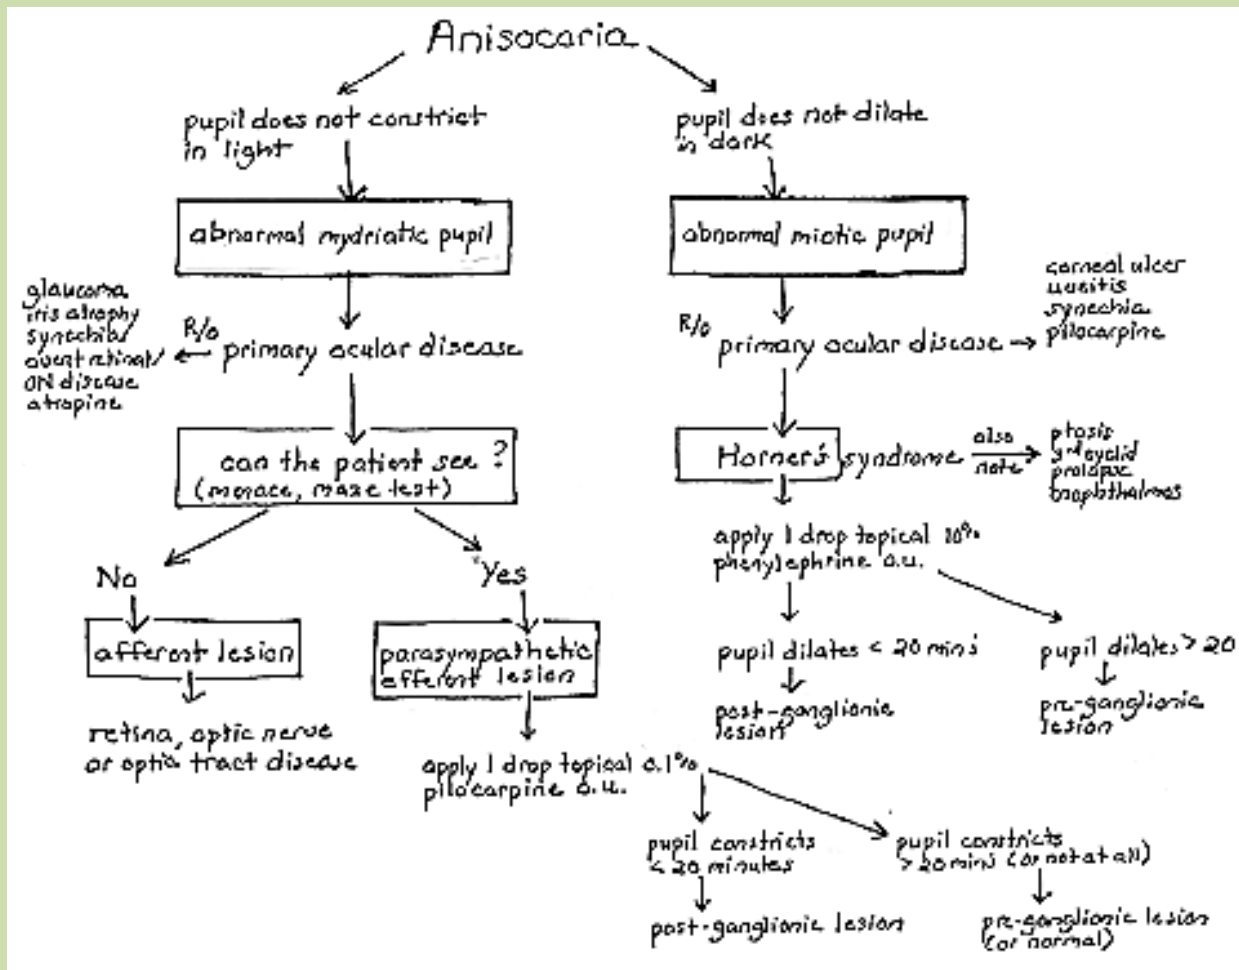 Anisocoria
pupil does not constrict
in light
abnormal mydriatic pupil
R/o
primary ocular disease
glaucoma
iris atrophy
synechia
retinal/
ON disease
atropine
can the patient see?
(menace, maze test)
No
afferent lesion
retina, optic nerve
or optic tract disease
Yes
parasympathetic
efferent lesion
apply 1 drop topical 0.1%
pilocarpine o.u.
pupil constricts
< 20 minutes
post-ganglionic lesion
pupil constricts
> 20 mins (or not at all)
pre-ganglionic lesion
(or normal)
pupil does not dilate
in dark
abnormal miotic pupil
R/o
primary ocular disease
corneal ulcer
uveitis
synechia
pilocarpine
Horner's syndrome
also
note
ptosis
3rd eyelid
prolapse
enophthalmos
apply 1 drop topical 10%
phenylephrine o.u.
pupil dilates < 20 mins
post-ganglionic
lesion
pupil dilates > 20
pre-ganglionic
lesion